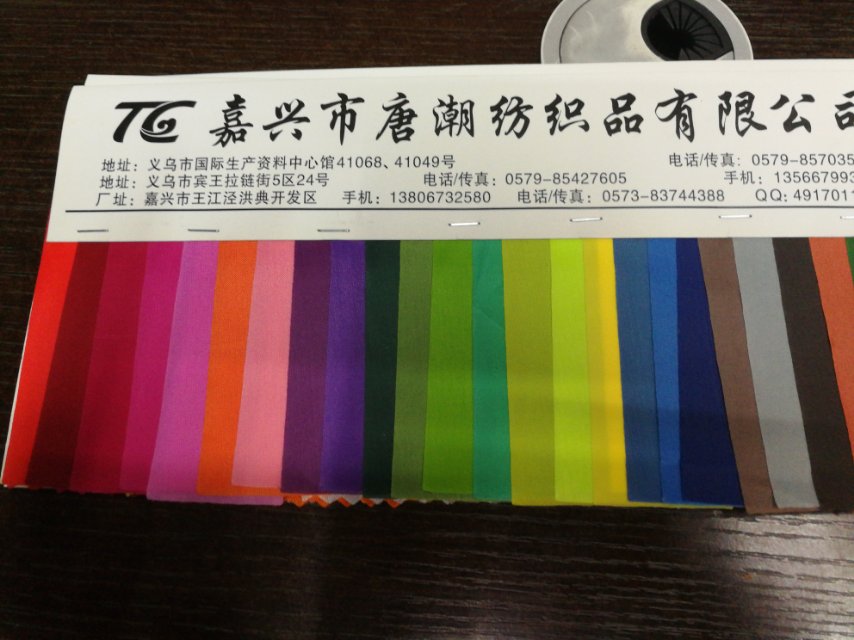 TG 嘉兴市唐潮纺织品有限公司
地址：义乌市国际生产资料中心馆41068、41049号 电话/传真：0579-857035
地址：义乌市宾王拉链街5区24号 电话/传真：0579-85427605 手机：1356679930
厂址：嘉兴市王江泾洪典开发区 手机：13806732580 电话/传真：0573-83744388 QQ：4917011